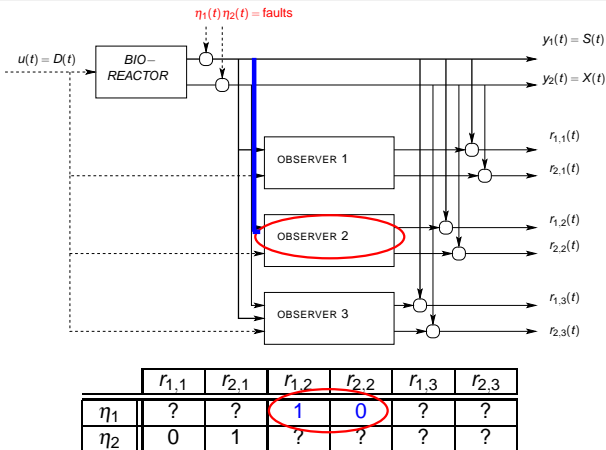 η1(t) η2(t) = faults
y1(t) = S(t)
u(t) = D(t)
BIO−
REACTOR
y2(t) = X(t)
r1,1(t)
OBSERVER 1
r2,1(t)
r1,2(t)
OBSERVER 2
r2,2(t)
r1,3(t)
OBSERVER 3
r2,3(t)
r1,1 r2,1 r1,2 r2,2 r1,3 r2,3
η1 ? ? 1 0 ? ?
η2 0 1 ? ? ? ?